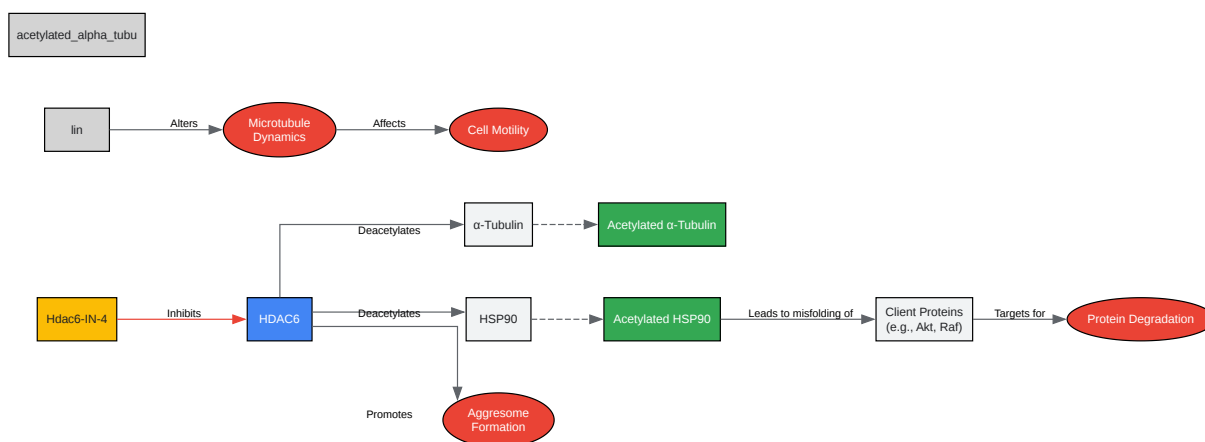 acetylated_alpha_tubu
lin
Alters
Microtubule
Dynamics
Affects
Cell Motility
Deacetylates
α-Tubulin
Acetylated α-Tubulin
Hdac6-IN-4
Inhibits
HDAC6
Deacetylates
HSP90
Acetylated HSP90
Leads to misfolding of
Client Proteins
(e.g., Akt, Raf)
Targets for
Protein Degradation
Promotes
Aggresome
Formation